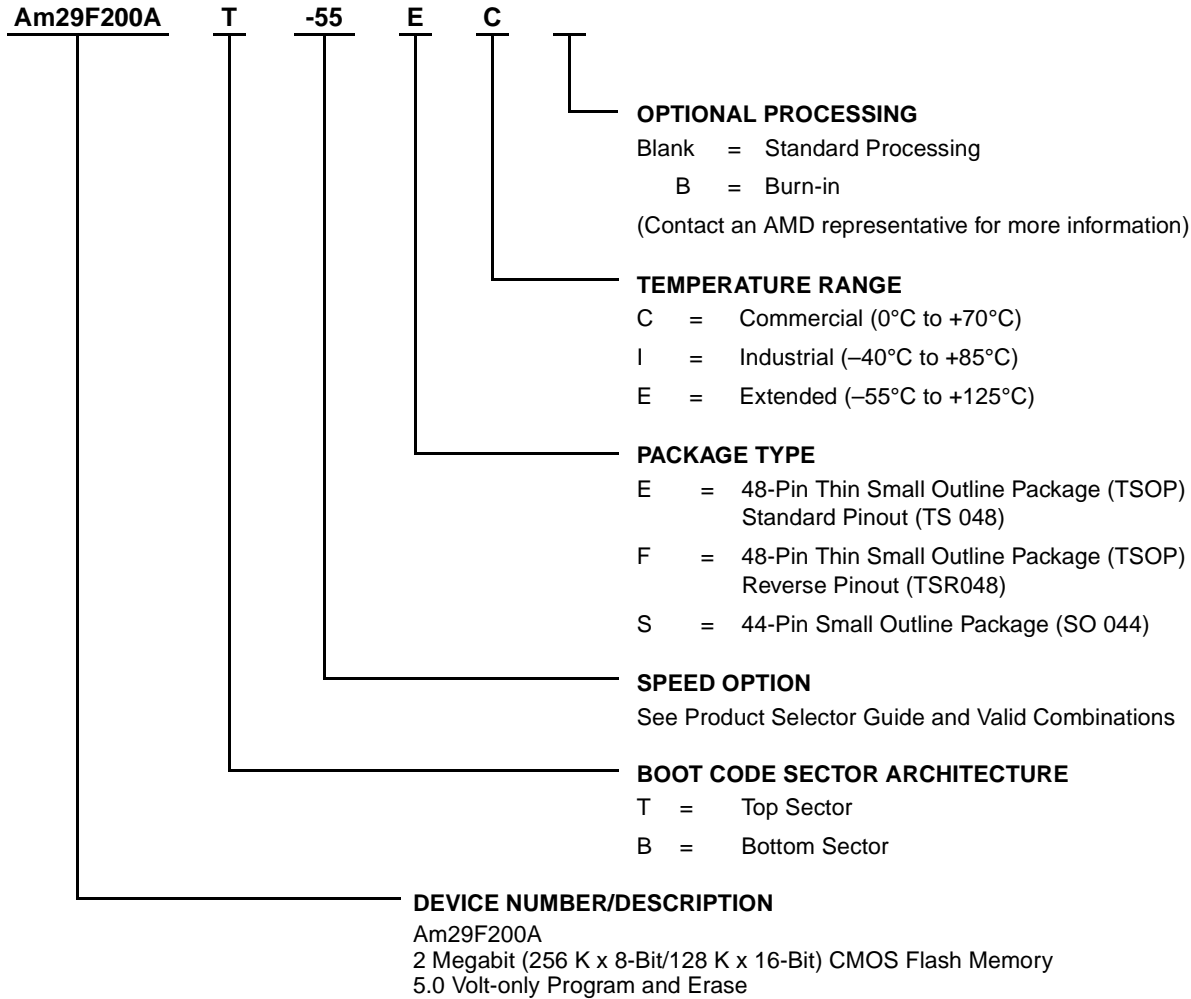 Am29F200A T -55 E C
OPTIONAL PROCESSING
Blank = Standard Processing
B = Burn-in
(Contact an AMD representative for more information)
TEMPERATURE RANGE
C = Commercial (0°C to +70°C)
I = Industrial (–40°C to +85°C)
E = Extended (–55°C to +125°C)
PACKAGE TYPE
E = 48-Pin Thin Small Outline Package (TSOP)
Standard Pinout (TS 048)
F = 48-Pin Thin Small Outline Package (TSOP)
Reverse Pinout (TSR048)
S = 44-Pin Small Outline Package (SO 044)
SPEED OPTION
See Product Selector Guide and Valid Combinations
BOOT CODE SECTOR ARCHITECTURE
T = Top Sector
B = Bottom Sector
DEVICE NUMBER/DESCRIPTION
Am29F200A
2 Megabit (256 K x 8-Bit/128 K x 16-Bit) CMOS Flash Memory
5.0 Volt-only Program and Erase